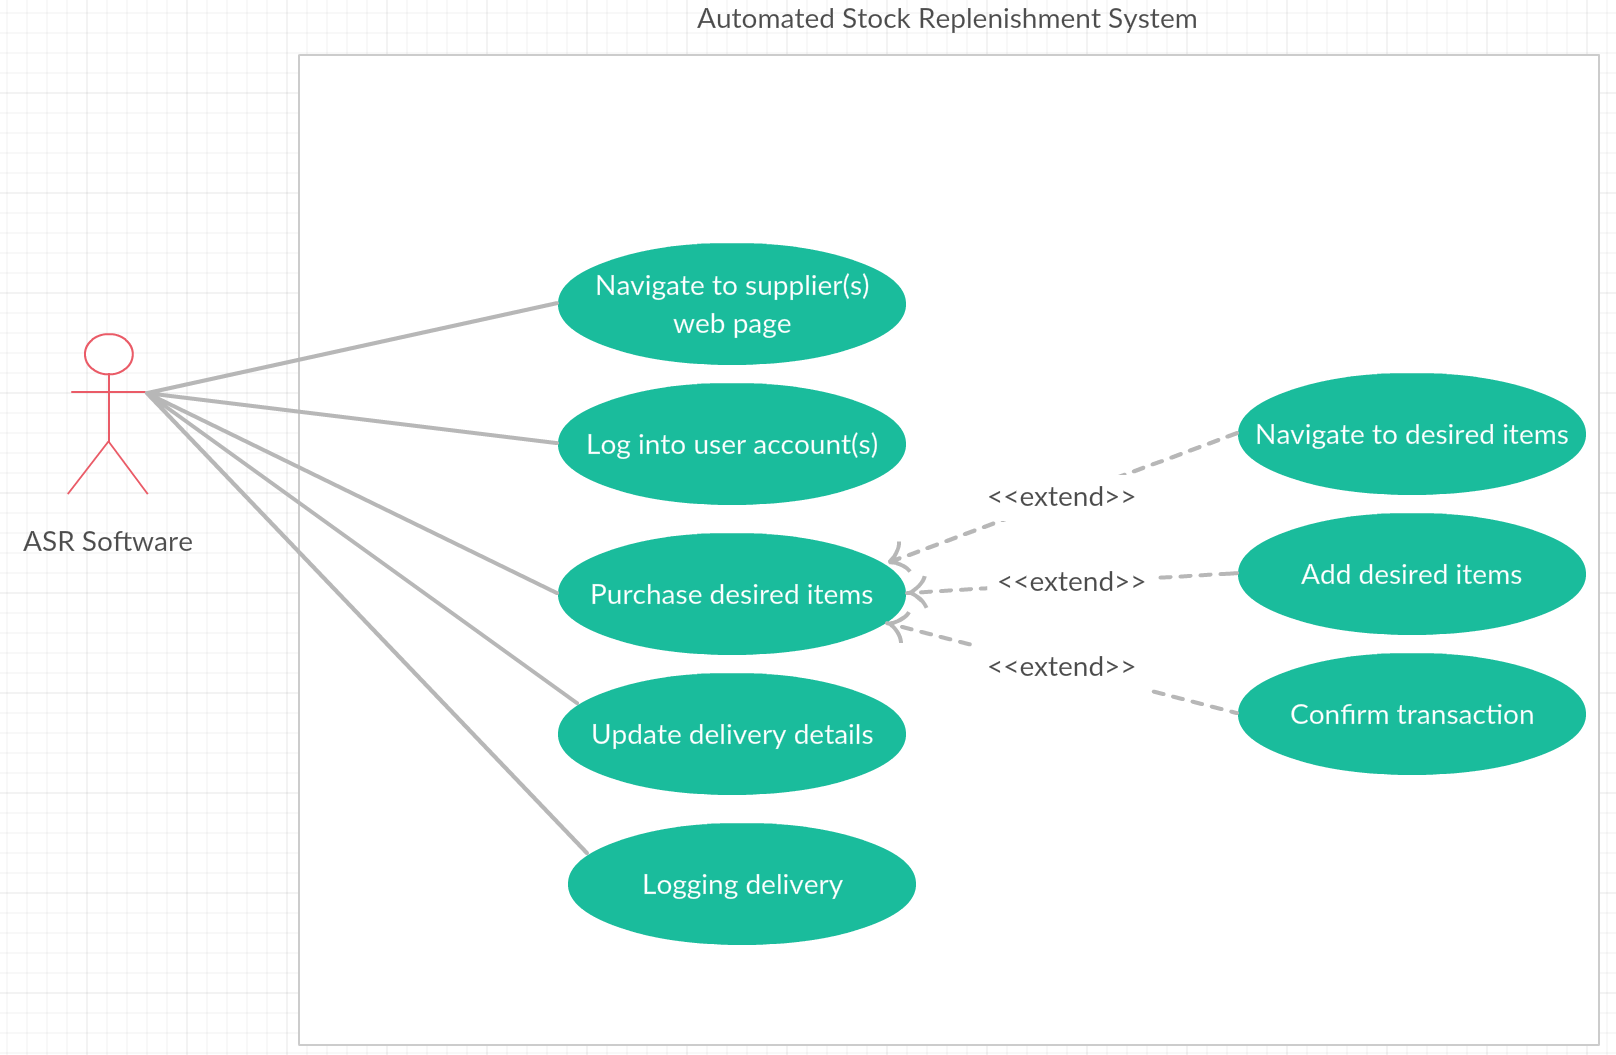 Automated Stock Replenishment System
Navigate to supplier(s)
web page
Log into user account(s)
Navigate to desired items
<<extend>>
ASR Software
Purchase desired items
<<extend>>
Add desired items
<<extend>>
Update delivery details
Confirm transaction
Logging delivery